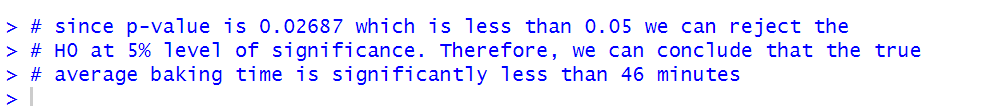 > # since p-value is 0.02687 which is less than 0.05 we can reject the
> # H0 at 5% level of significance. Therefore, we can conclude that the true
> # average baking time is significantly less than 46 minutes
>